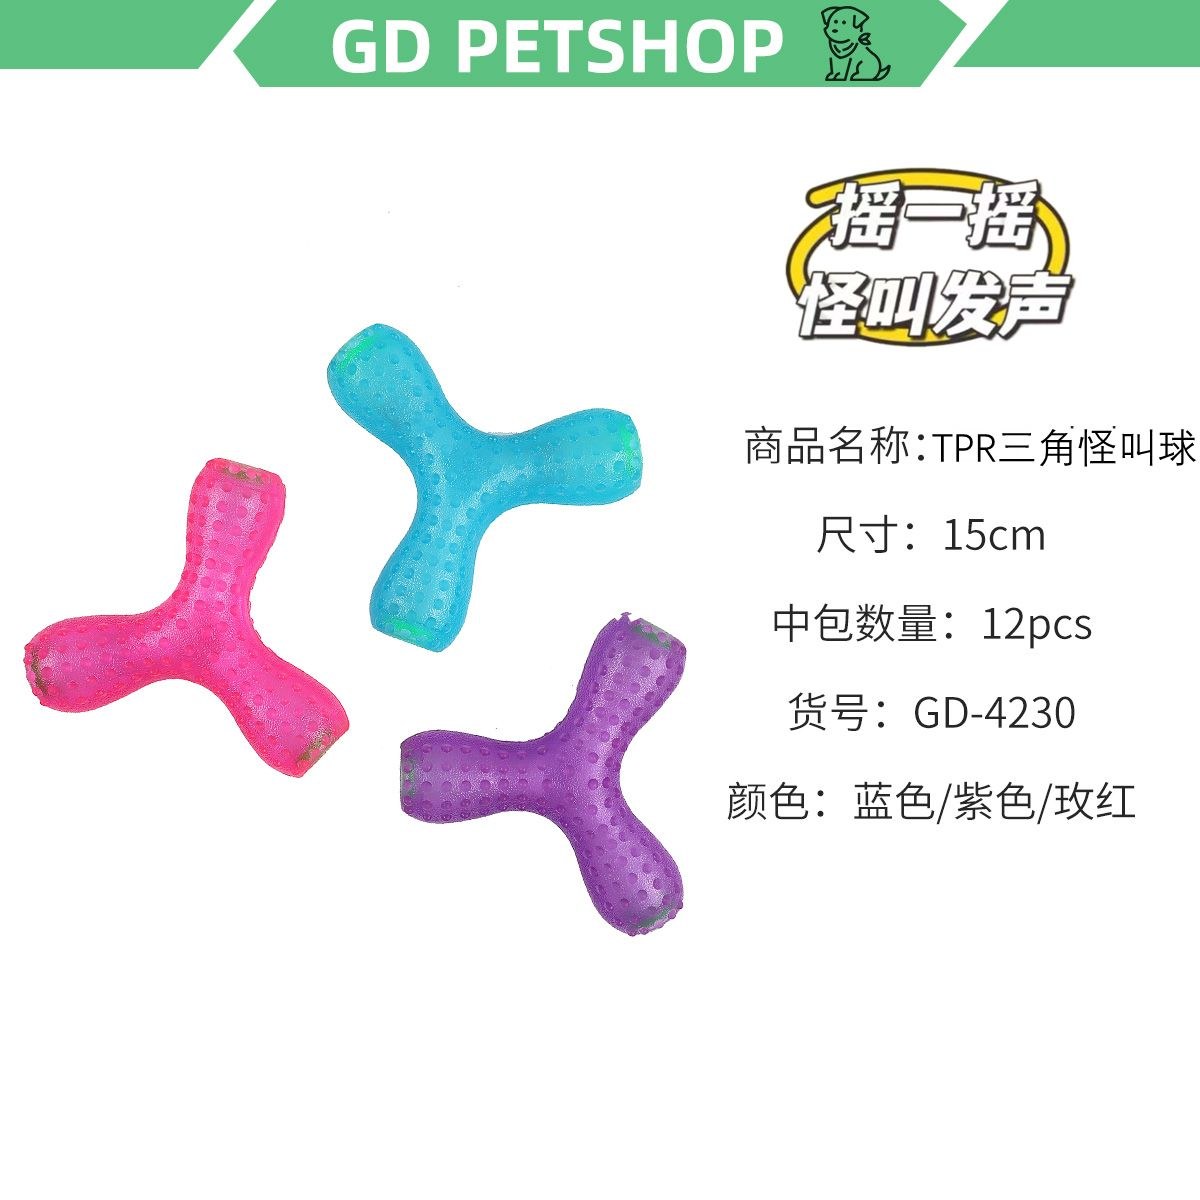 GD PETSHOP
摇一摇
怪叫发声
商品名称：TPR三角怪叫球
尺寸：15cm
中包数量：12pcs
货号：GD-4230
颜色：蓝色/紫色/玫红